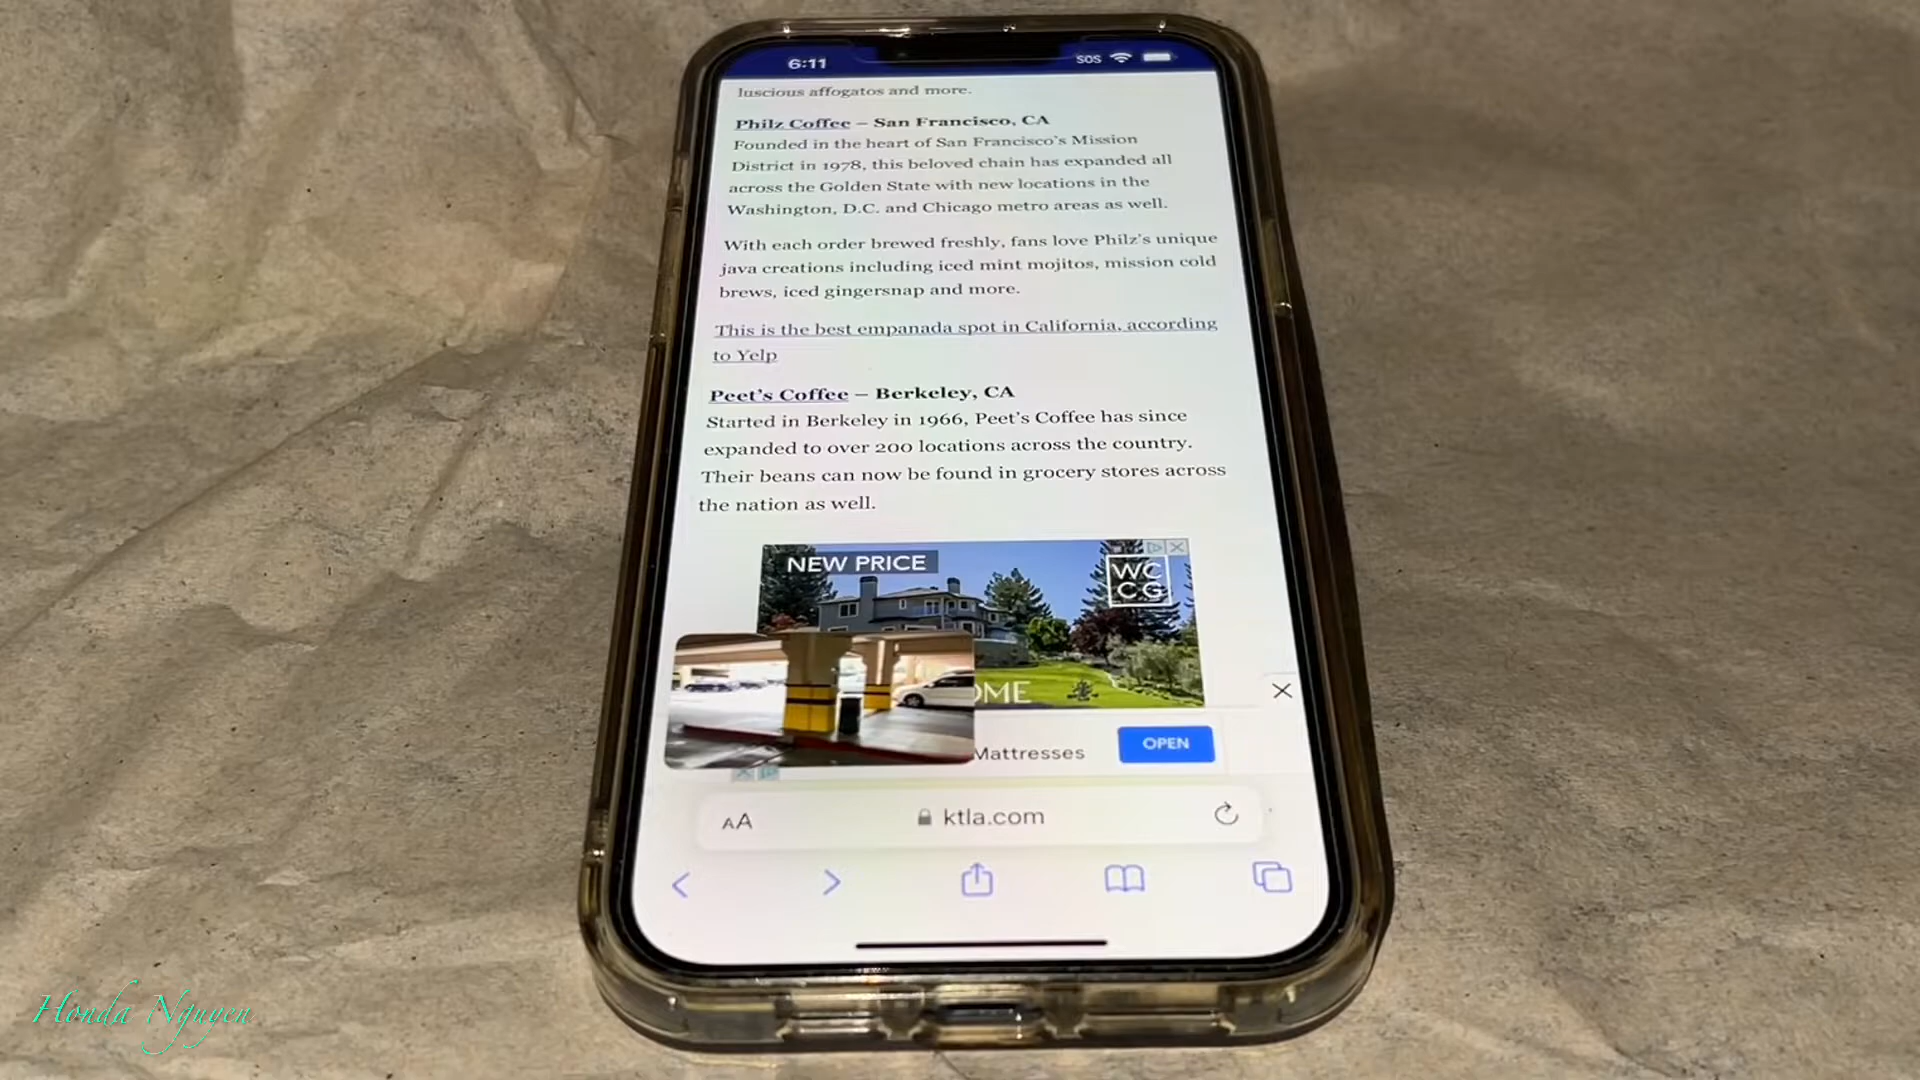 6:11
SOS
luscious affogatos and more.
Philz Coffee – San Francisco, CA
Founded in the heart of San Francisco's Mission
District in 1978, this beloved chain has expanded all
across the Golden State with new locations in the
Washington, D.C. and Chicago metro areas as well.
With each order brewed freshly, fans love Philz's unique
java creations including iced mint mojitos, mission cold
brews, iced gingersnap and more.
This is the best empanada spot in California, according
to Yelp
Peet's Coffee – Berkeley, CA
Started in Berkeley in 1966, Peet's Coffee has since
expanded to over 200 locations across the country.
Their beans can now be found in grocery stores across
the nation as well.
NEW PRICE
WC
CG
OME
Mattresses
OPEN
AA
ktla.com
Honda Nguyen